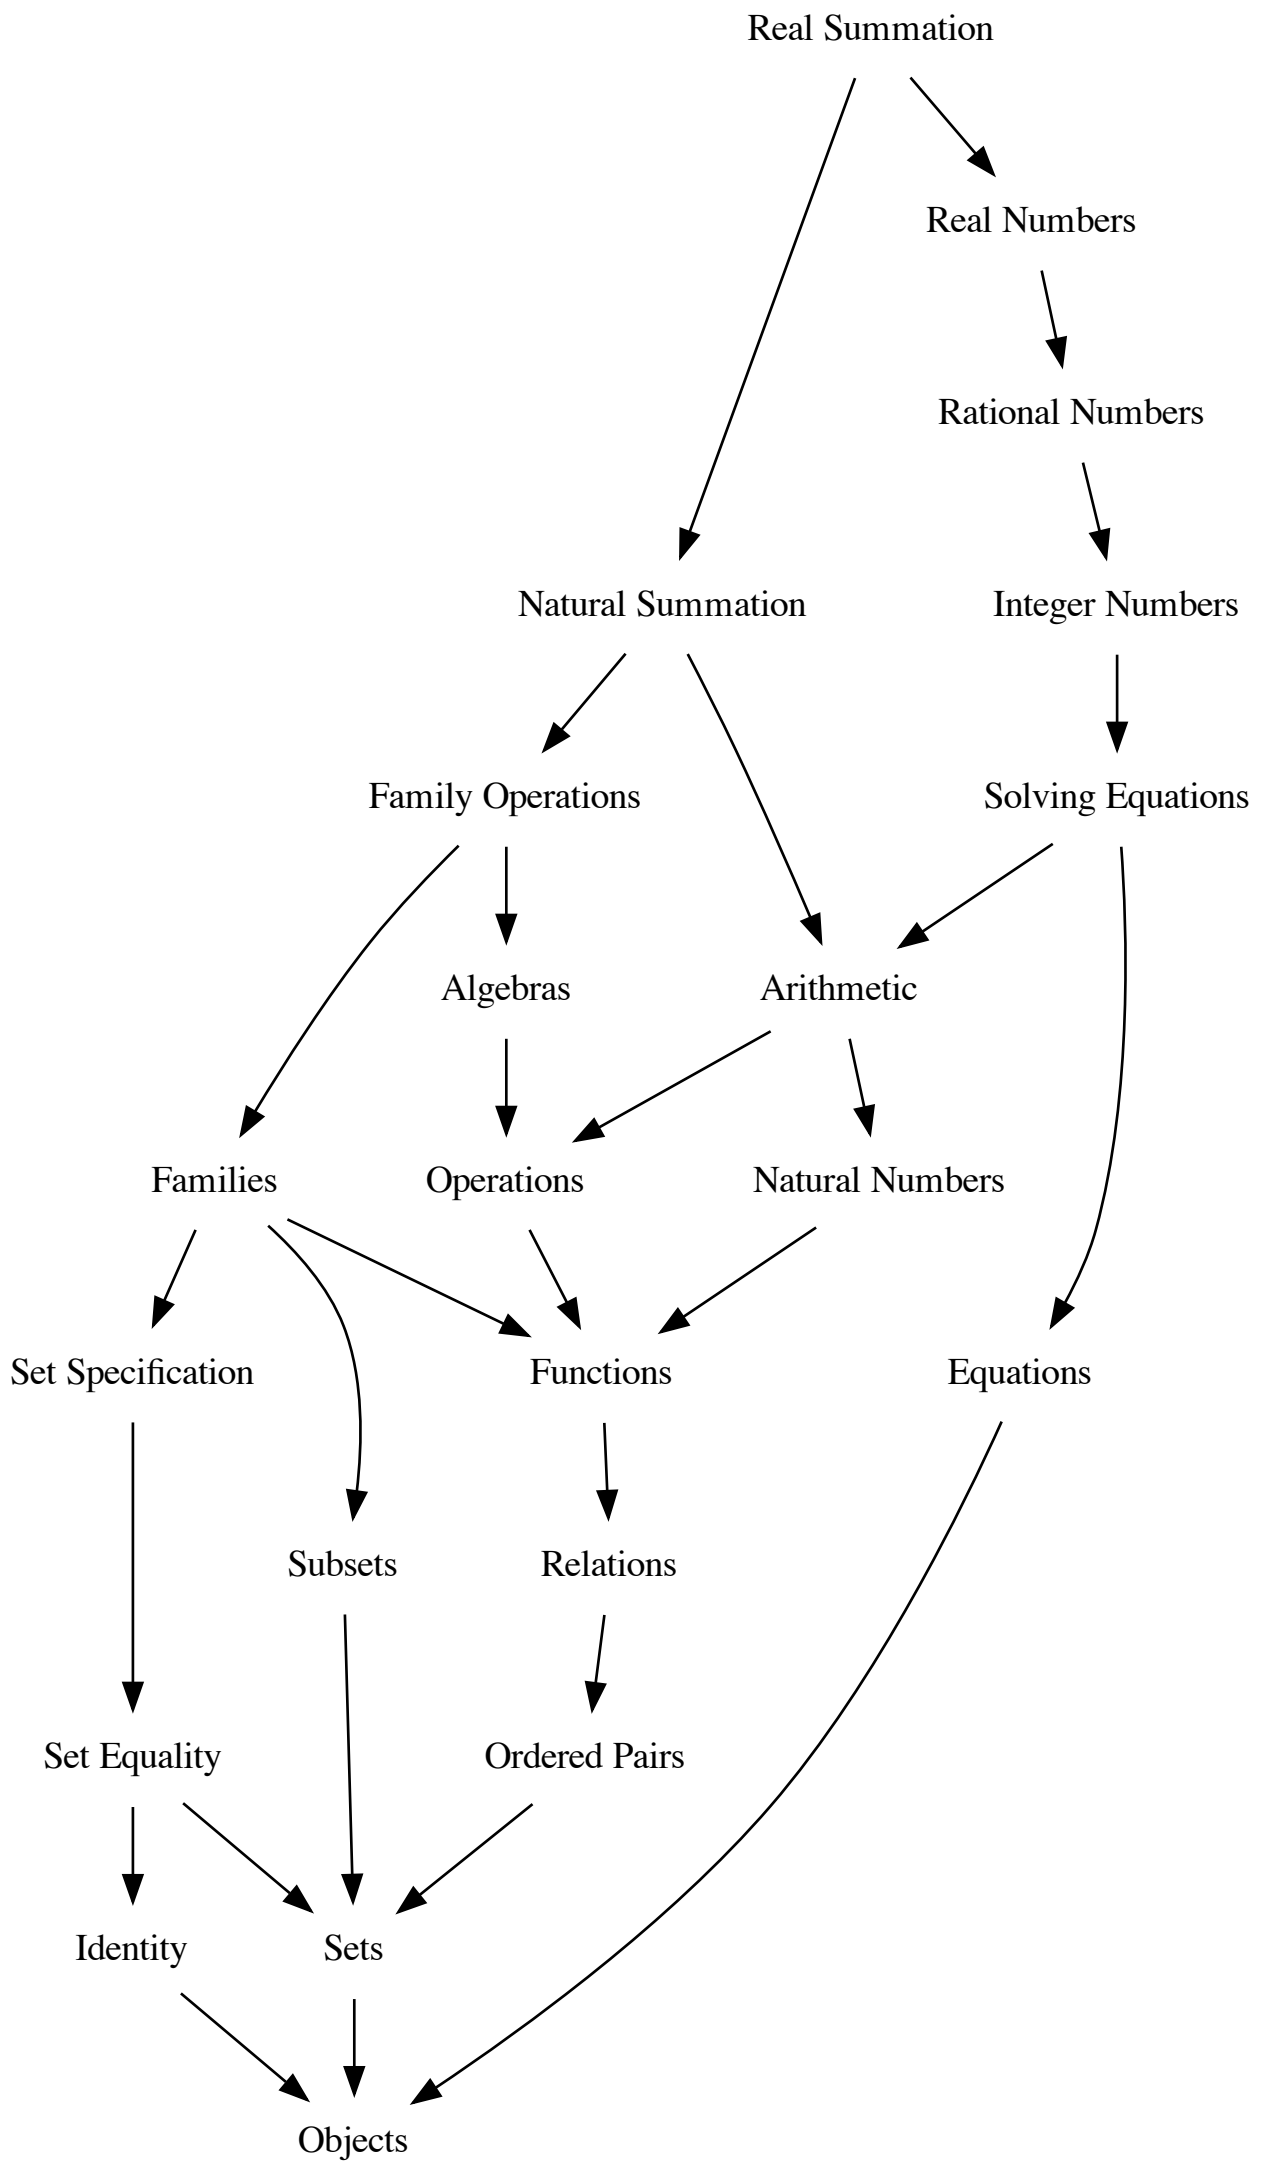 Real Summation
Real Numbers
Rational Numbers
Natural Summation
Integer Numbers
Family Operations
Solving Equations
Algebras
Arithmetic
Families
Operations
Natural Numbers
Set Specification
Functions
Equations
Subsets
Relations
Set Equality
Ordered Pairs
Identity
Sets
Objects